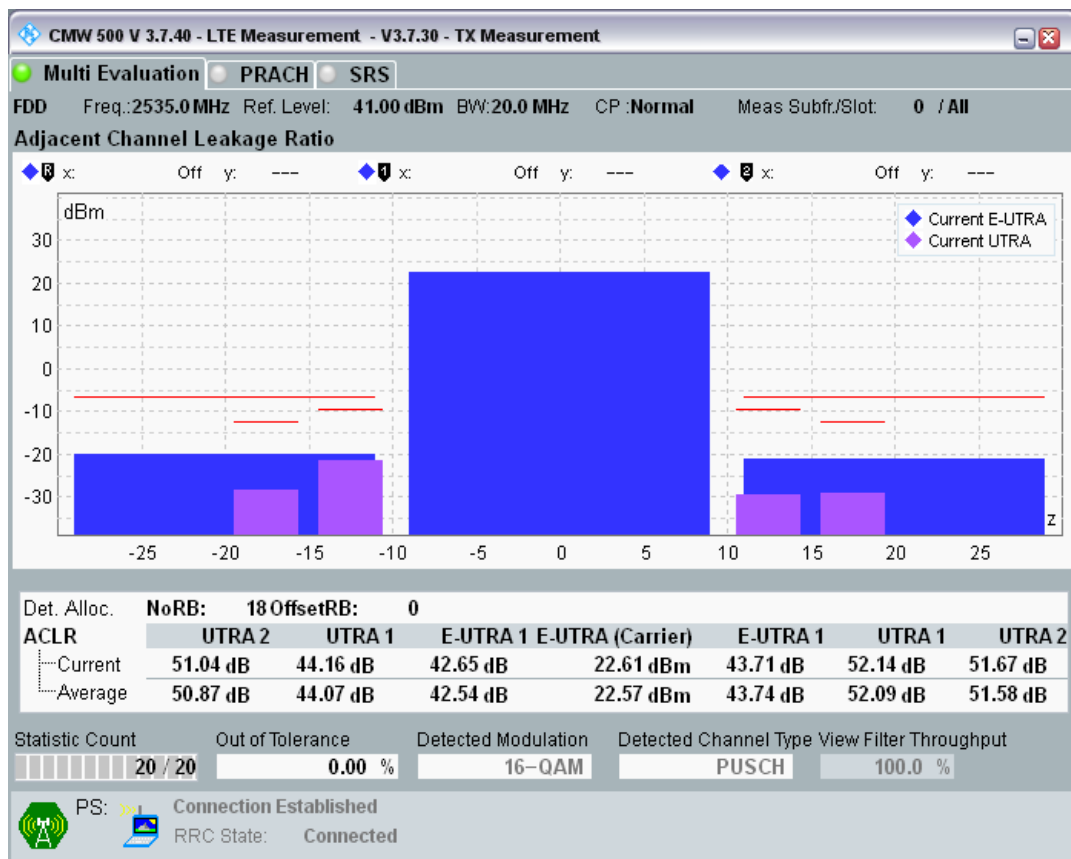 CMW 500 V 3.7.40 - LTE Measurement - V3.7.30 - TX Measurement
Multi Evaluation PRACH SRS
FDD Freq.:2535.0 MHz Ref. Level: 41.00 dBm BW:20.0 MHz CP :Normal Meas Subfr./Slot: 0 / All
Adjacent Channel Leakage Ratio
R x: Off y: --- 1 x: Off y: --- 2 x: Off y: ---
dBm
Current E-UTRA
Current UTRA
30
20
10
0
-10
-20
-30
z
-25 -20 -15 -10 -5 0 5 10 15 20 25
Det. Alloc. NoRB: 18 OffsetRB: 0
ACLR UTRA 2 UTRA 1 E-UTRA 1 E-UTRA (Carrier) E-UTRA 1 UTRA 1 UTRA 2
Current 51.04 dB 44.16 dB 42.65 dB 22.61 dBm 43.71 dB 52.14 dB 51.67 dB
Average 50.87 dB 44.07 dB 42.54 dB 22.57 dBm 43.74 dB 52.09 dB 51.58 dB
Statistic Count Out of Tolerance Detected Modulation Detected Channel Type View Filter Throughput
20 / 20 0.00 % 16-QAM PUSCH 100.0 %
PS: Connection Established
RRC State: Connected